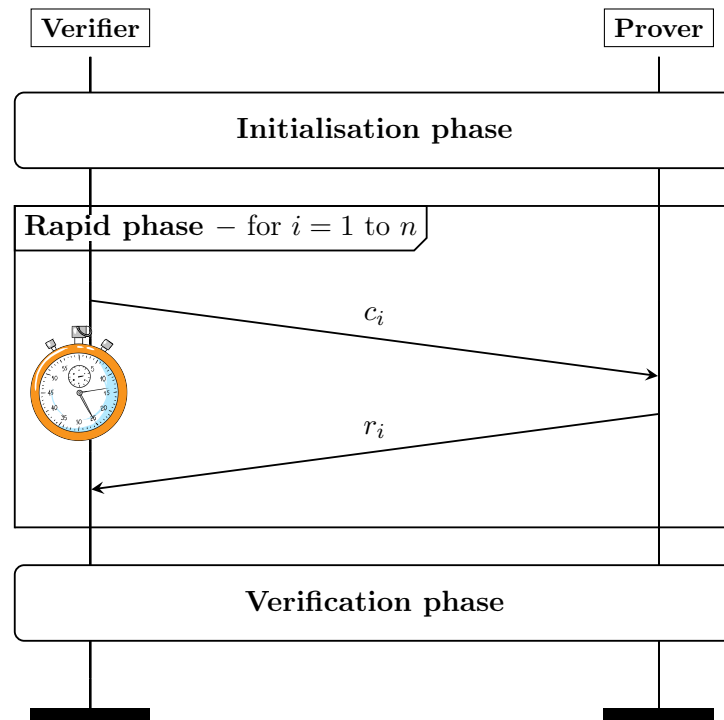 Verifier
Prover
Initialisation phase
Rapid phase – for i = 1 to n
c_i
r_i
Verification phase